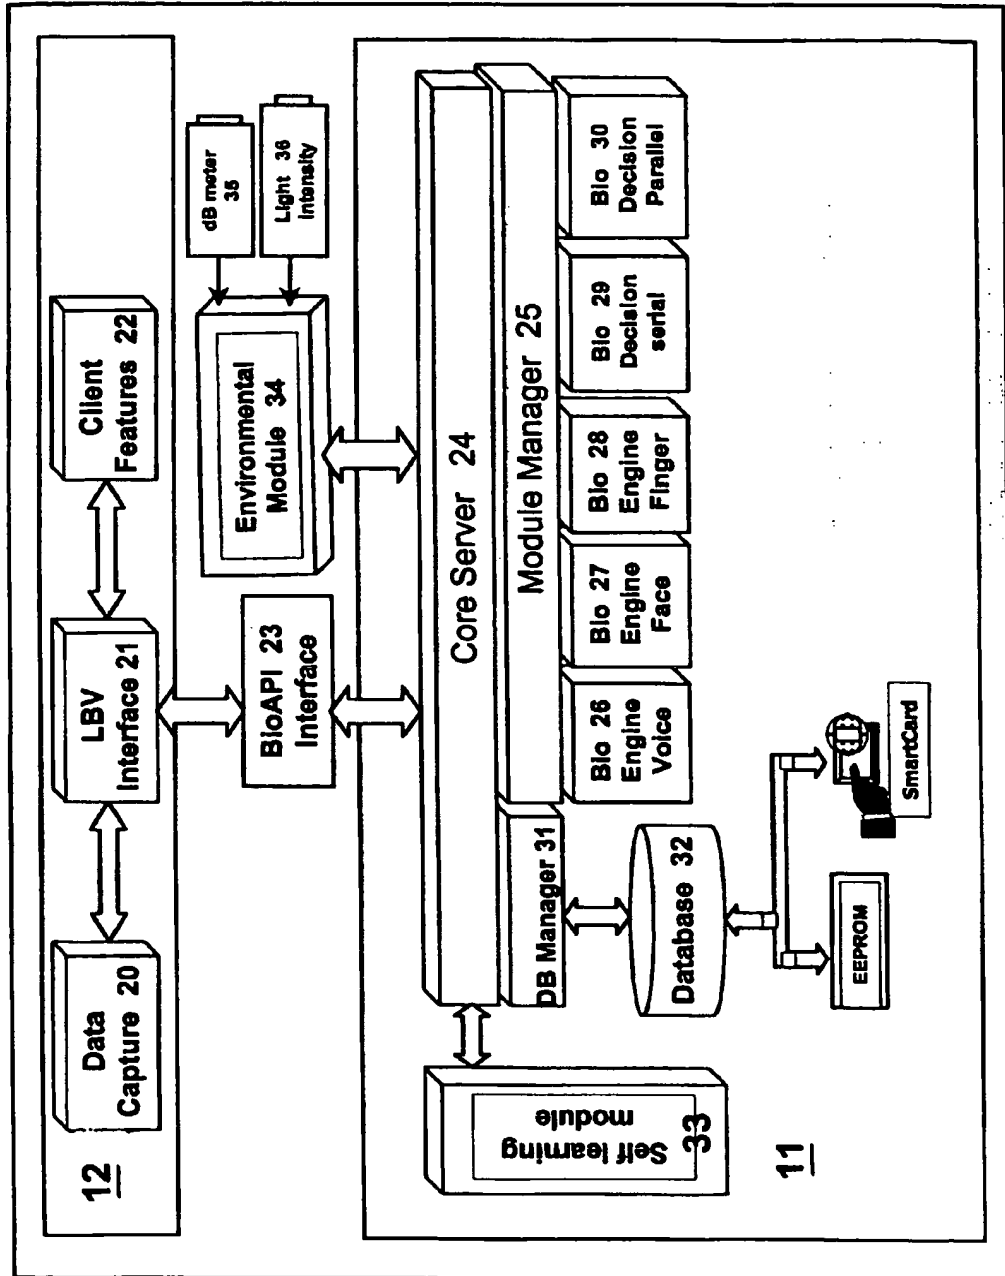 12
Data
Capture 20
LBV
Interface 21
Client
Features 22
BioAPI 23
Interface
Environmental
Module 34
dB meter
35
Light 36
intensity
Self learning
module
33
Core Server 24
DB Manager 31
Module Manager 25
Database 32
Bio 26
Engine
Voice
Bio 27
Engine
Face
Bio 28
Engine
Finger
Bio 29
Decision
serial
Bio 30
Decision
Parallel
EEPROM
SmartCard
11